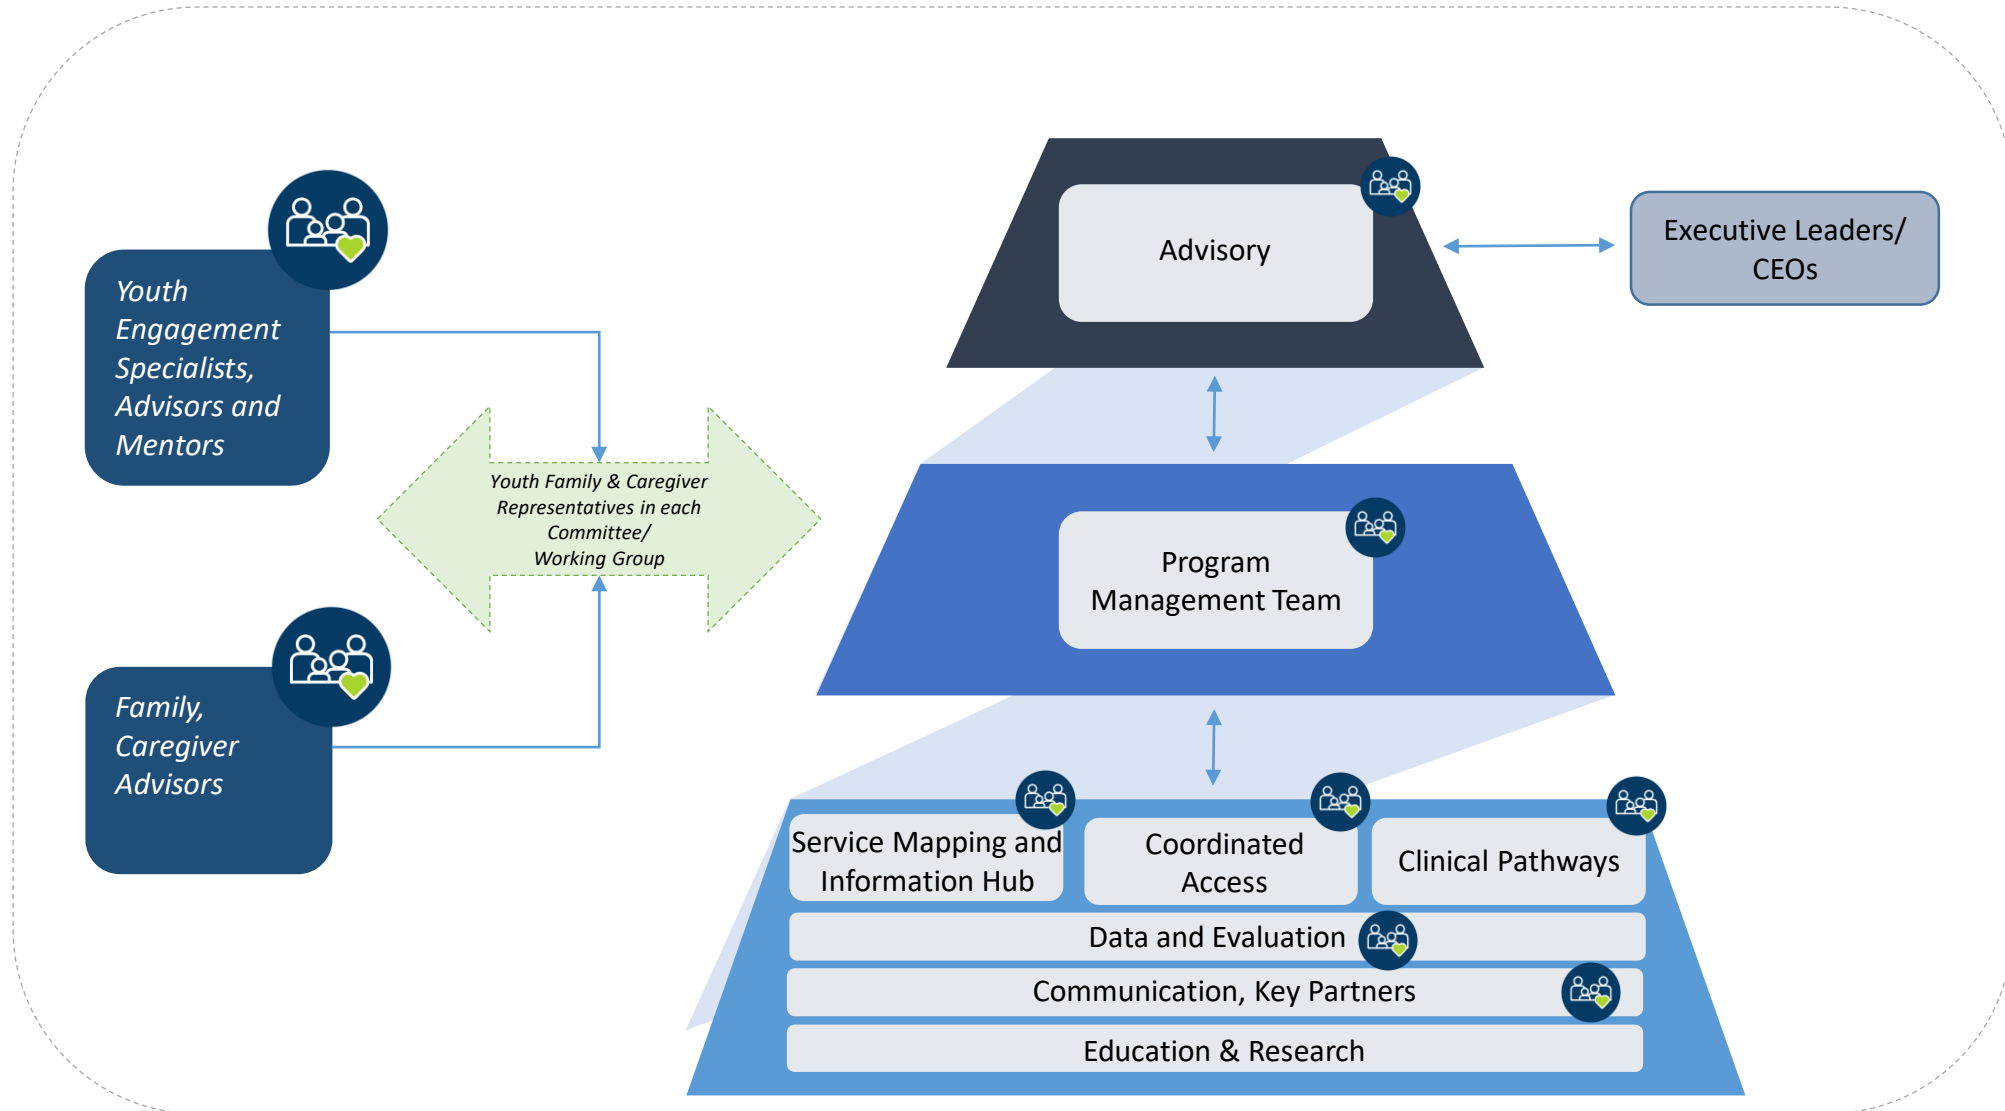 Youth
Engagement
Specialists,
Advisors and
Mentors
Family,
Caregiver
Advisors
Youth Family & Caregiver
Representatives in each
Committee/
Working Group
Advisory
Executive Leaders/
CEOs
Program
Management Team
Service Mapping and
Information Hub
Coordinated
Access
Clinical Pathways
Data and Evaluation
Communication, Key Partners
Education & Research